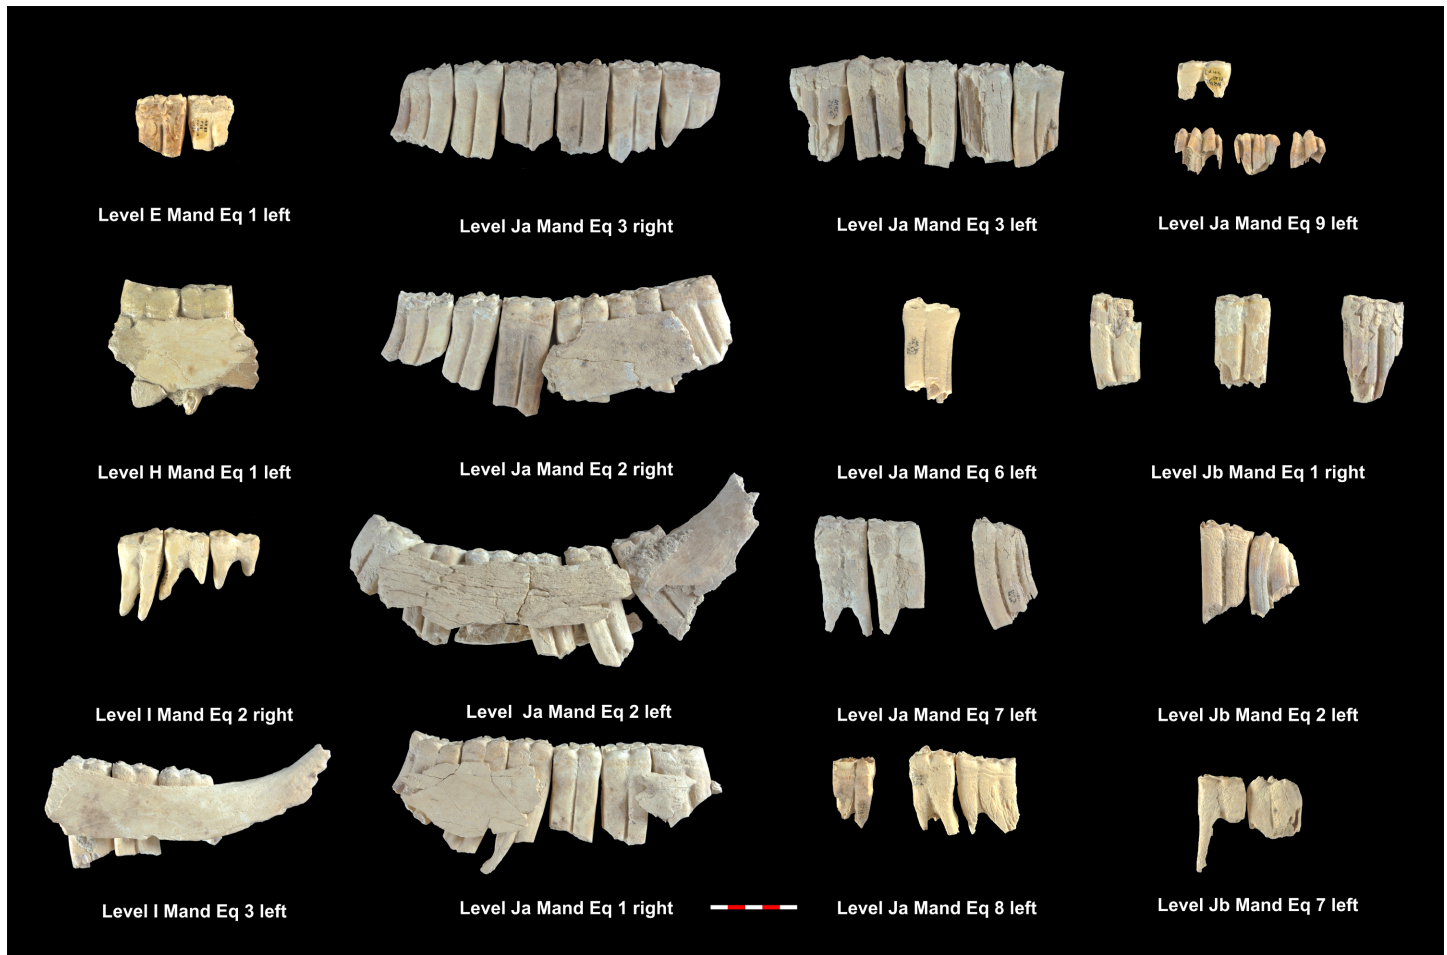 Level E Mand Eq 1 left
Level Ja Mand Eq 3 right
Level Ja Mand Eq 3 left
Level Ja Mand Eq 9 left
Level H Mand Eq 1 left
Level Ja Mand Eq 2 right
Level Ja Mand Eq 6 left
Level Jb Mand Eq 1 right
Level I Mand Eq 2 right
Level Ja Mand Eq 2 left
Level Ja Mand Eq 7 left
Level Jb Mand Eq 2 left
Level I Mand Eq 3 left
Level Ja Mand Eq 1 right
Level Ja Mand Eq 8 left
Level Jb Mand Eq 7 left